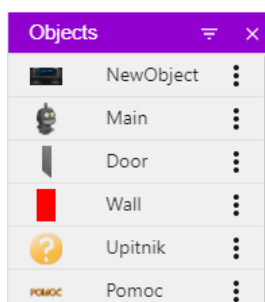 Objects
NewObject
Main
Door
Wall
? Upitnik
POMOC Pomoc